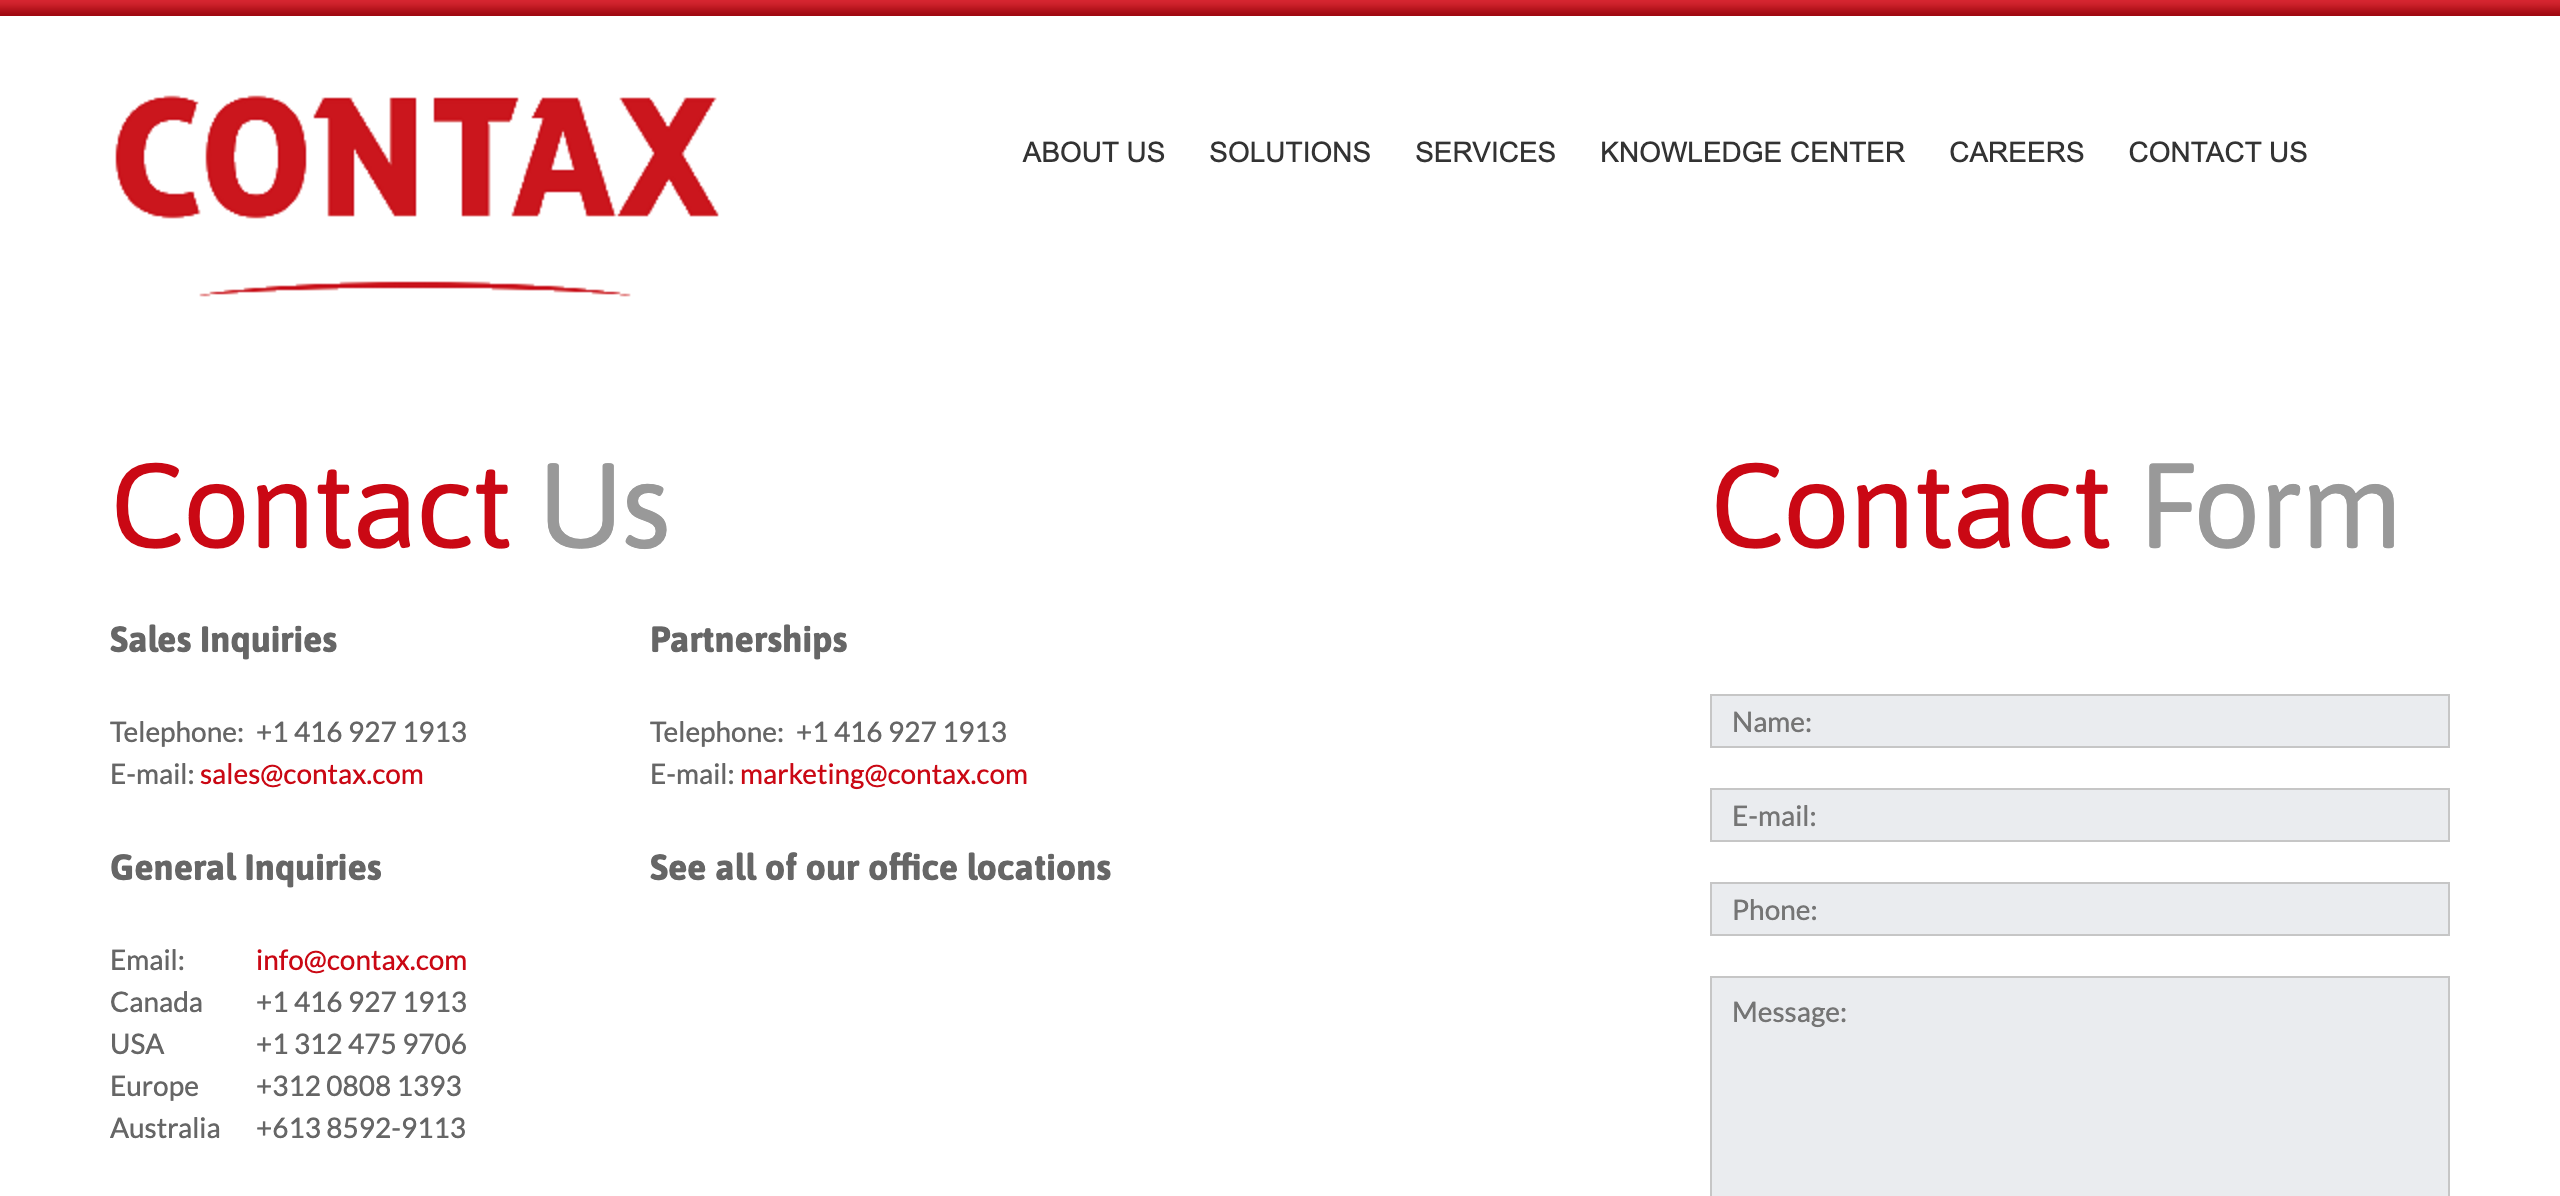 CONTAX
ABOUT US SOLUTIONS SERVICES KNOWLEDGE CENTER CAREERS CONTACT US
Contact Us
Sales Inquiries
Telephone: +1 416 927 1913
E-mail: sales@contax.com
Partnerships
Telephone: +1 416 927 1913
E-mail: marketing@contax.com
General Inquiries
Email: info@contax.com
Canada +1 416 927 1913
USA +1 312 475 9706
Europe +312 0808 1393
Australia +613 8592-9113
See all of our office locations
Contact Form
Name:
E-mail:
Phone:
Message: